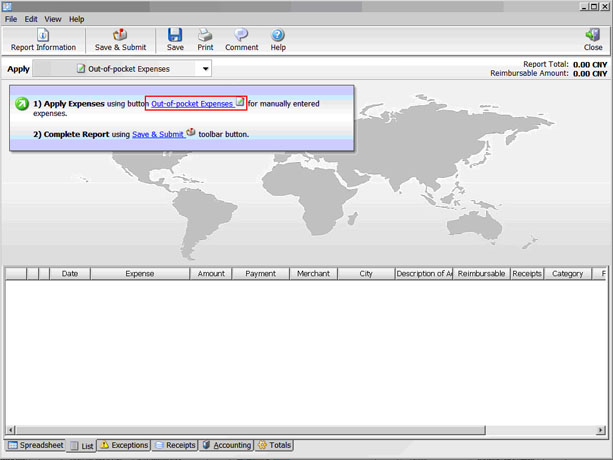 File Edit View Help
Report Information Save & Submit Save Print Comment Help Close
Apply Out-of-pocket Expenses
Report Total: 0.00 CNY
Reimbursable Amount: 0.00 CNY
1) Apply Expenses using button Out-of-pocket Expenses for manually entered
expenses.
2) Complete Report using Save & Submit toolbar button.
Date Expense Amount Payment Merchant City Description of Ar Reimbursable Receipts Category F
Spreadsheet List Exceptions Receipts Accounting Totals